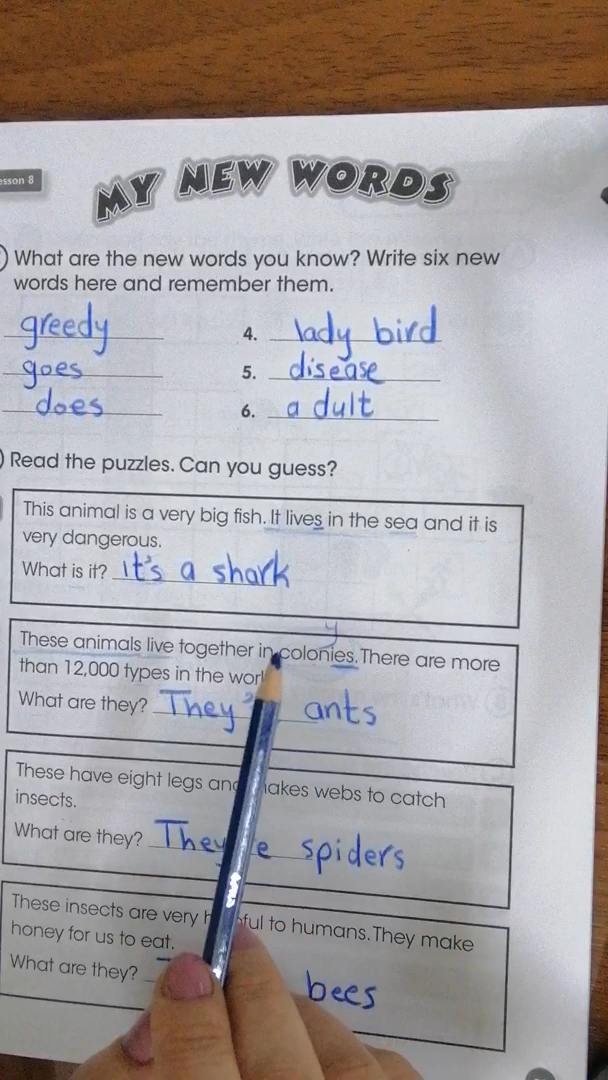 esson 8
MY NEW WORDS
What are the new words you know? Write six new
words here and remember them.
greedy 4. lady bird
goes 5. disease
does 6. adult
Read the puzzles. Can you guess?
This animal is a very big fish. It lives in the sea and it is
very dangerous.
What is it? it's a shark
y
These animals live together in colonies. There are more
than 12,000 types in the worl
What are they? They' ants
These have eight legs and makes webs to catch
insects.
What are they? They e spiders
These insects are very h ful to humans. They make
honey for us to eat.
What are they? bees